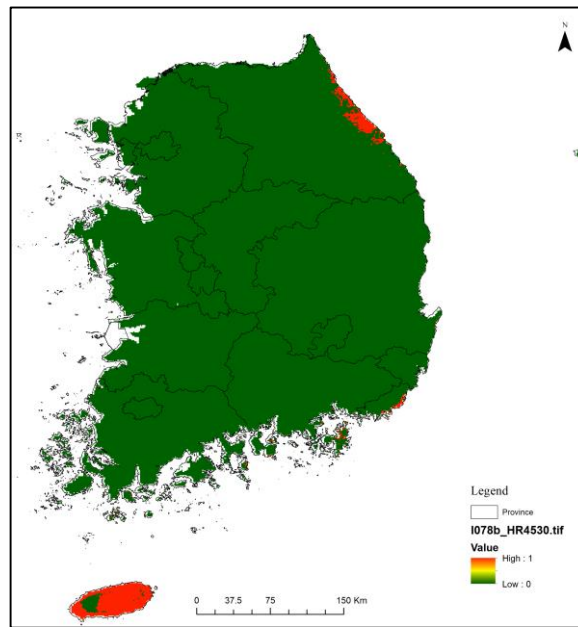 N
Legend
Province
I078b_HR4530.tif
Value
High : 1
Low : 0
0 37.5 75 150 Km